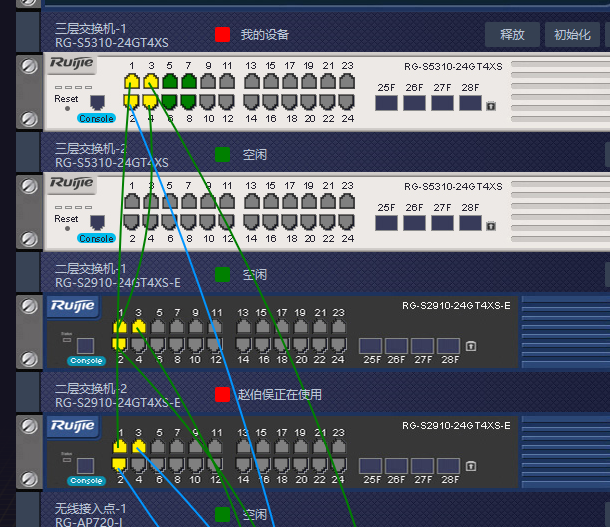 三层交换机-1
RG-S5310-24GT4XS
我的设备
释放 初始化
Ruijie
RG-S5310-24GT4XS
1 3 5 7 9 11 13 15 17 19 21 23
25F 26F 27F 28F
Reset
Console
2 4 6 8 10 12 14 16 18 20 22 24
三层交换机-2
RG-S5310-24GT4XS
空闲
Ruijie
RG-S5310-24GT4XS
1 3 5 7 9 11 13 15 17 19 21 23
25F 26F 27F 28F
Reset
Console
2 4 6 8 10 12 14 16 18 20 22 24
二层交换机-1
RG-S2910-24GT4XS-E
空闲
Ruijie
RG-S2910-24GT4XS-E
1 3 5 7 9 11 13 15 17 19 21 23
Console
2 4 6 8 10 12 14 16 18 20 22 24
25F 26F 27F 28F
二层交换机-2
RG-S2910-24GT4XS-E
赵伯俣正在使用
Ruijie
RG-S2910-24GT4XS-E
1 3 5 7 9 11 13 15 17 19 21 23
Console
2 4 6 8 10 12 14 16 18 20 22 24
25F 26F 27F 28F
无线接入点-1
RG-AP720-I
空闲